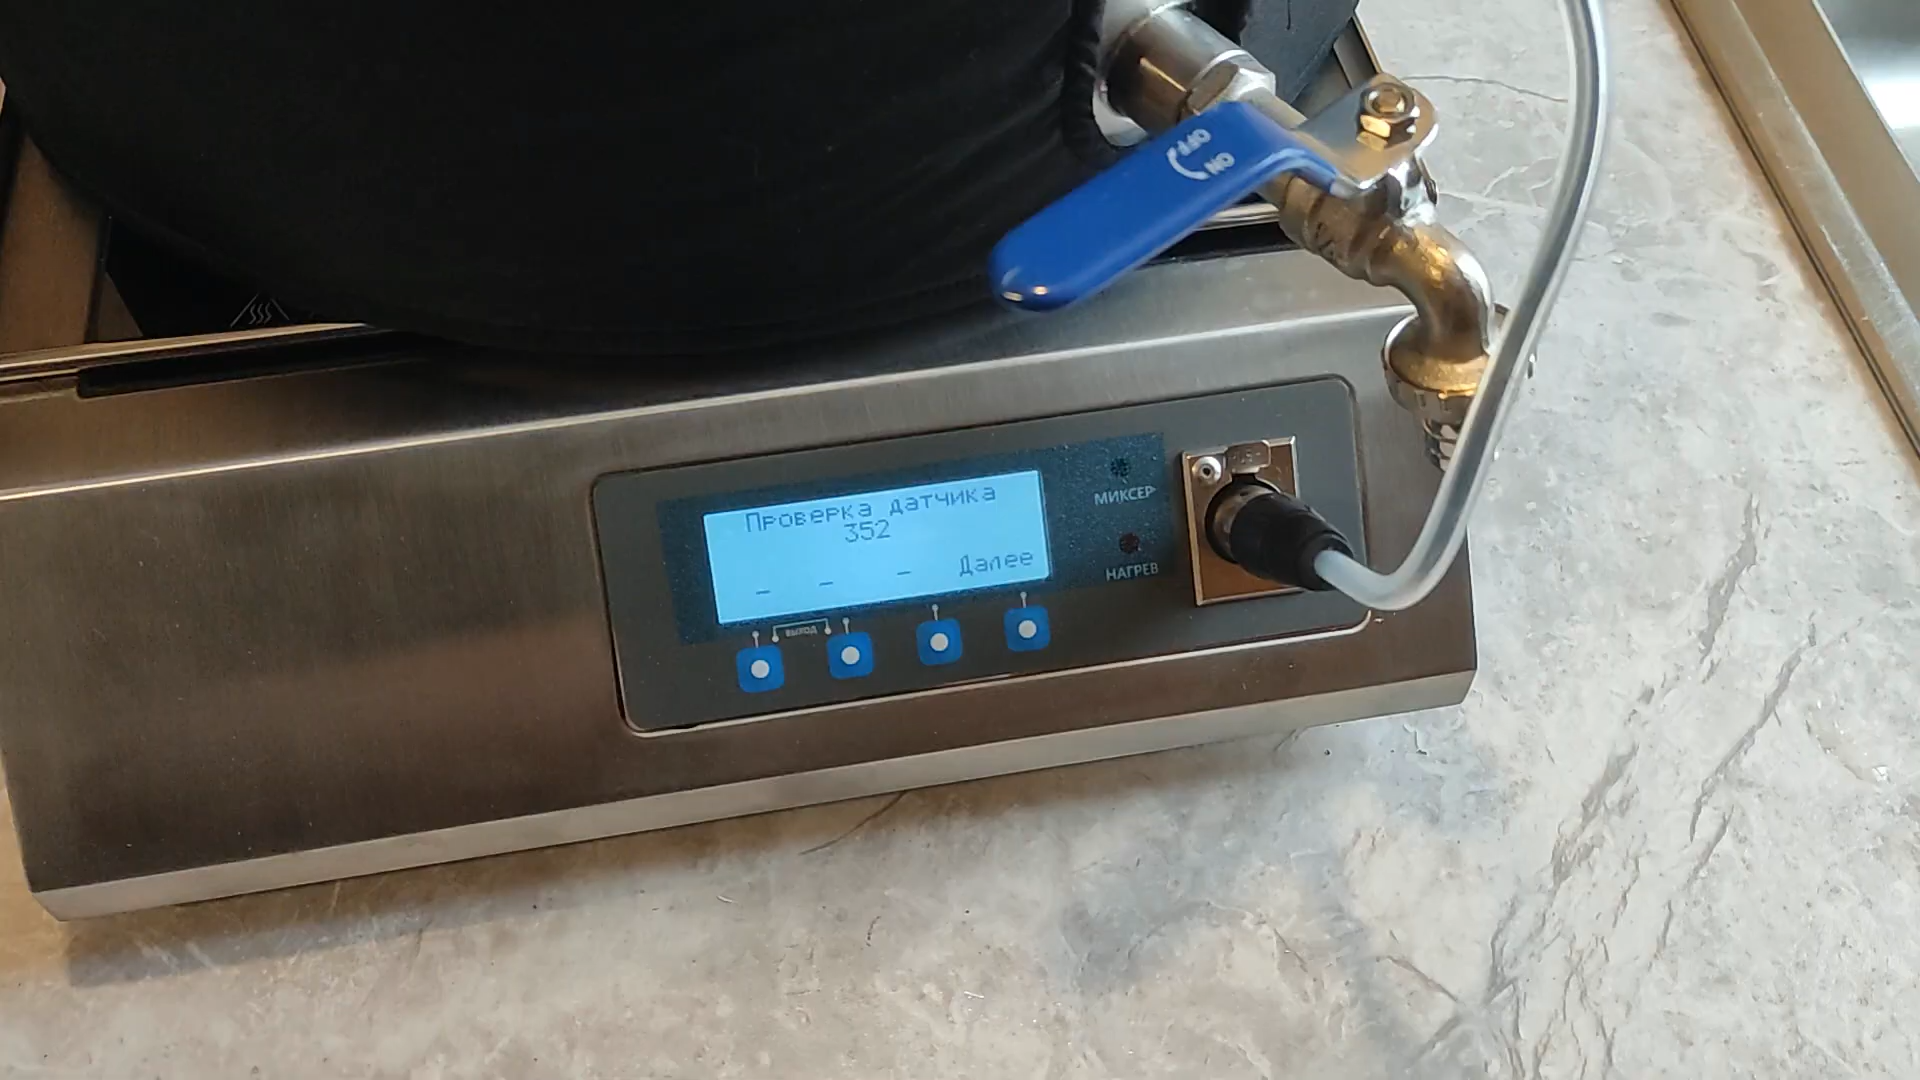 OFF
ON
Проверка датчика
352
_ _ _ Далее
МИКСЕР
НАГРЕВ
ВЫХОД